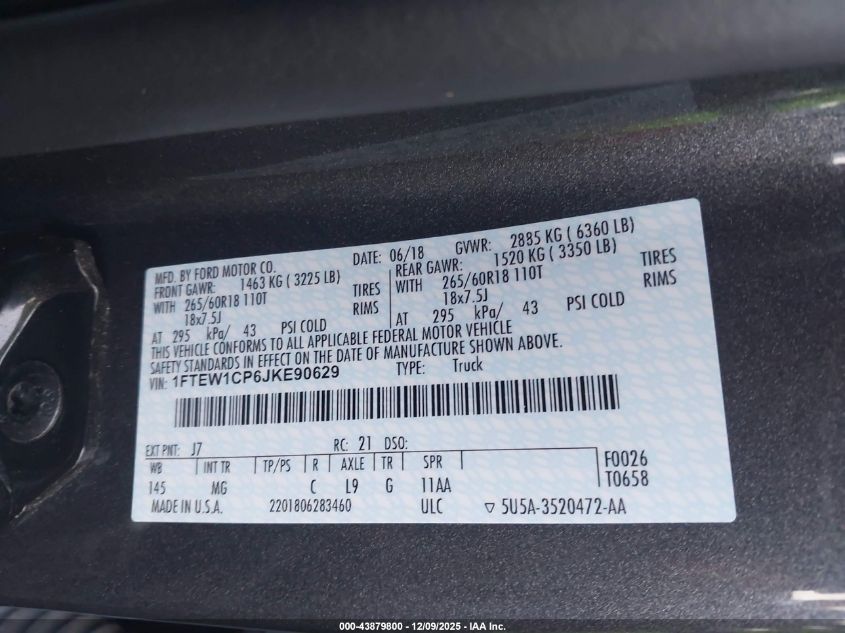 MFD. BY FORD MOTOR CO. DATE: 06/18 GVWR: 2885 KG ( 6360 LB)
FRONT GAWR: 1463 KG ( 3225 LB) REAR GAWR: 1520 KG ( 3350 LB)
WITH 265/60R18 110T TIRES WITH 265/60R18 110T TIRES
18x7.5J RIMS 18x7.5J RIMS
AT 295 kPa/ 43 PSI COLD AT 295 kPa/ 43 PSI COLD
THIS VEHICLE CONFORMS TO ALL APPLICABLE FEDERAL MOTOR VEHICLE
SAFETY STANDARDS IN EFFECT ON THE DATE OF MANUFACTURE SHOWN ABOVE.
VIN: 1FTEW1CP6JKE90629 TYPE: Truck
EXT PNT: J7 RC: 21 DSO:
WB INT TR TP/PS R AXLE TR SPR F0026
145 MG C L9 G 11AA T0658
MADE IN U.S.A. 2201806283460 ULC ▽ 5U5A-3520472-AA
000-43879800 - 12/09/2025 - IAA Inc.